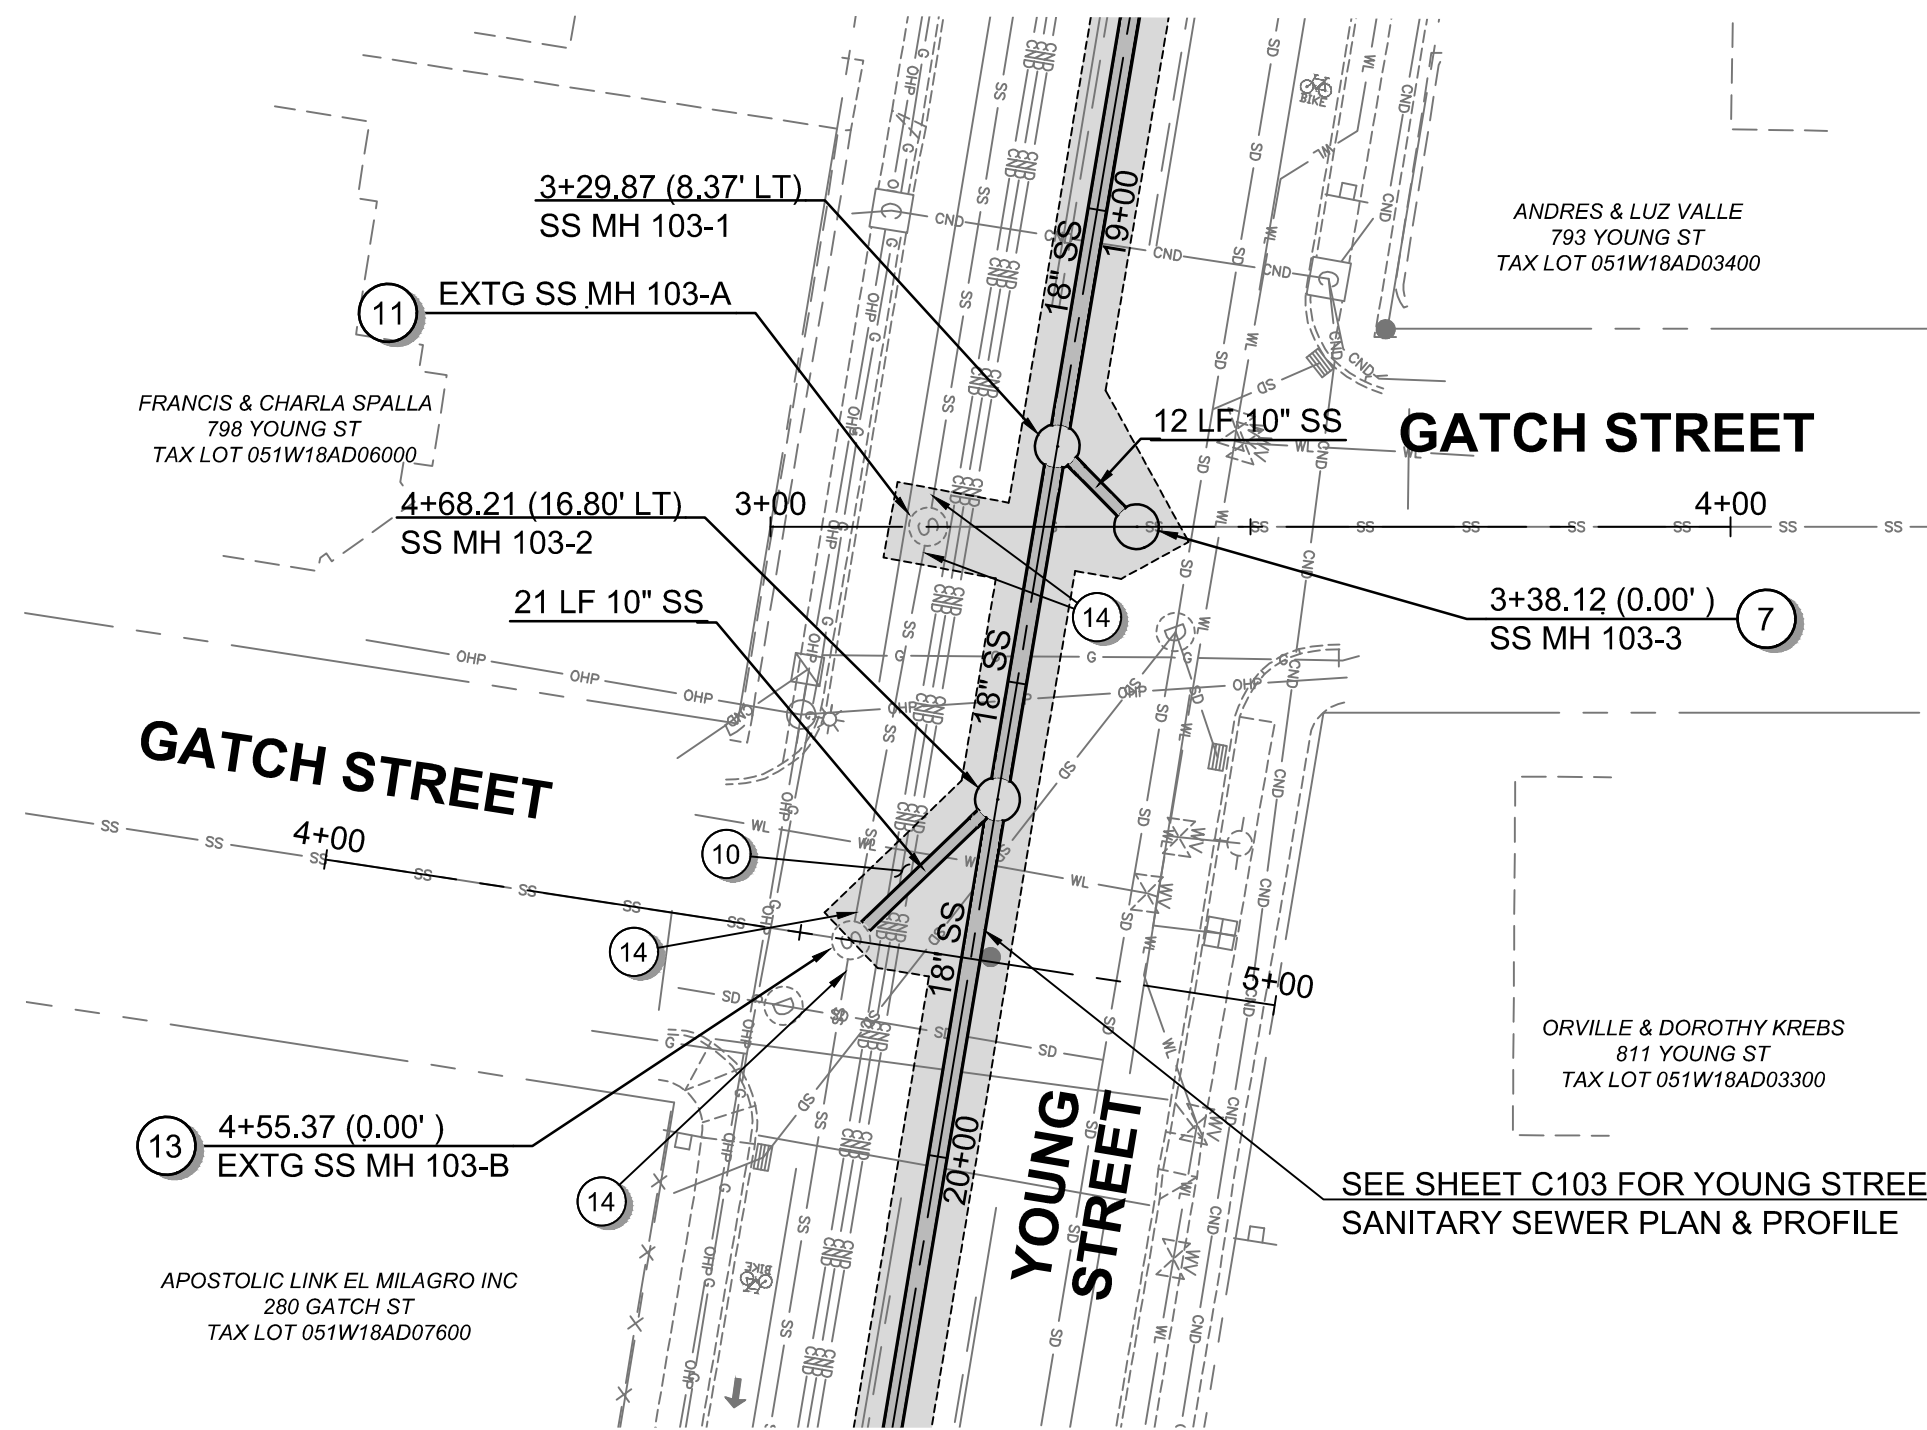 3+29.87 (8.37' LT)
SS MH 103-1
11
EXTG SS MH 103-A
FRANCIS & CHARLA SPALLA
798 YOUNG ST
TAX LOT 051W18AD06000
4+68.21 (16.80' LT)
SS MH 103-2
21 LF 10" SS
3+00
18" SS
19+00
BIKE
ANDRES & LUZ VALLE
793 YOUNG ST
TAX LOT 051W18AD03400
12 LF 10" SS
GATCH STREET
4+00
14
3+38.12 (0.00' )
SS MH 103-3
7
18" SS
GATCH STREET
4+00
10
14
18" SS
5+00
ORVILLE & DOROTHY KREBS
811 YOUNG ST
TAX LOT 051W18AD03300
13
4+55.37 (0.00' )
EXTG SS MH 103-B
14
20+00
YOUNG
STREET
SEE SHEET C103 FOR YOUNG STREE
SANITARY SEWER PLAN & PROFILE
APOSTOLIC LINK EL MILAGRO INC
280 GATCH ST
TAX LOT 051W18AD07600
BIKE